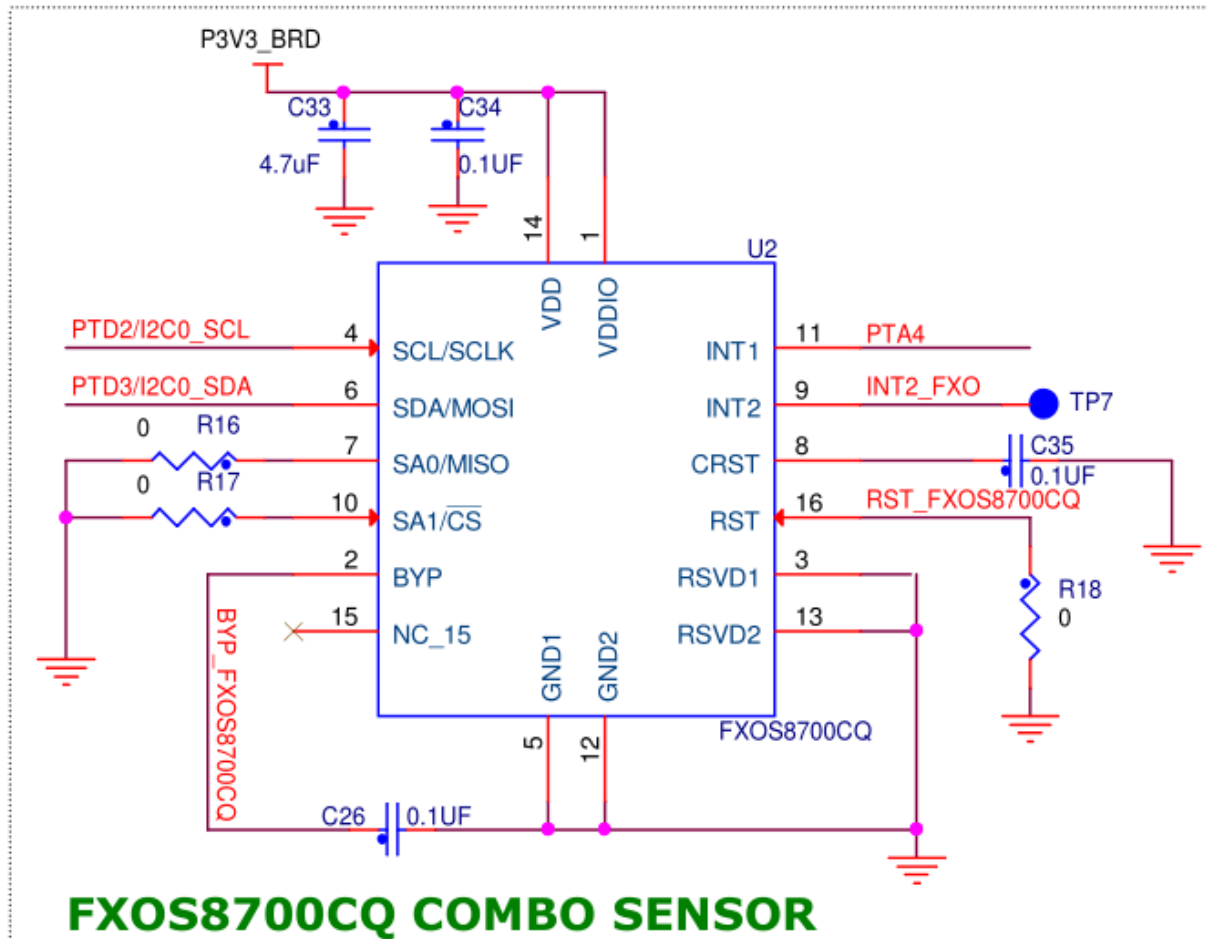 P3V3_BRD
C33
C34
4.7uF
0.1UF
14
1
U2
VDD
VDDIO
PTD2/I2C0_SCL
4
SCL/SCLK
INT1
11
PTA4
PTD3/I2C0_SDA
6
SDA/MOSI
INT2
9
INT2_FXO
TP7
0
R16
7
SA0/MISO
CRST
8
C35
0.1UF
0
R17
10
SA1/CS
RST
16
RST_FXOS8700CQ
2
BYP
RSVD1
3
R18
0
BYP_FXOS8700CQ
15
NC_15
RSVD2
13
GND1
GND2
FXOS8700CQ
5
12
C26
0.1UF
FXOS8700CQ COMBO SENSOR